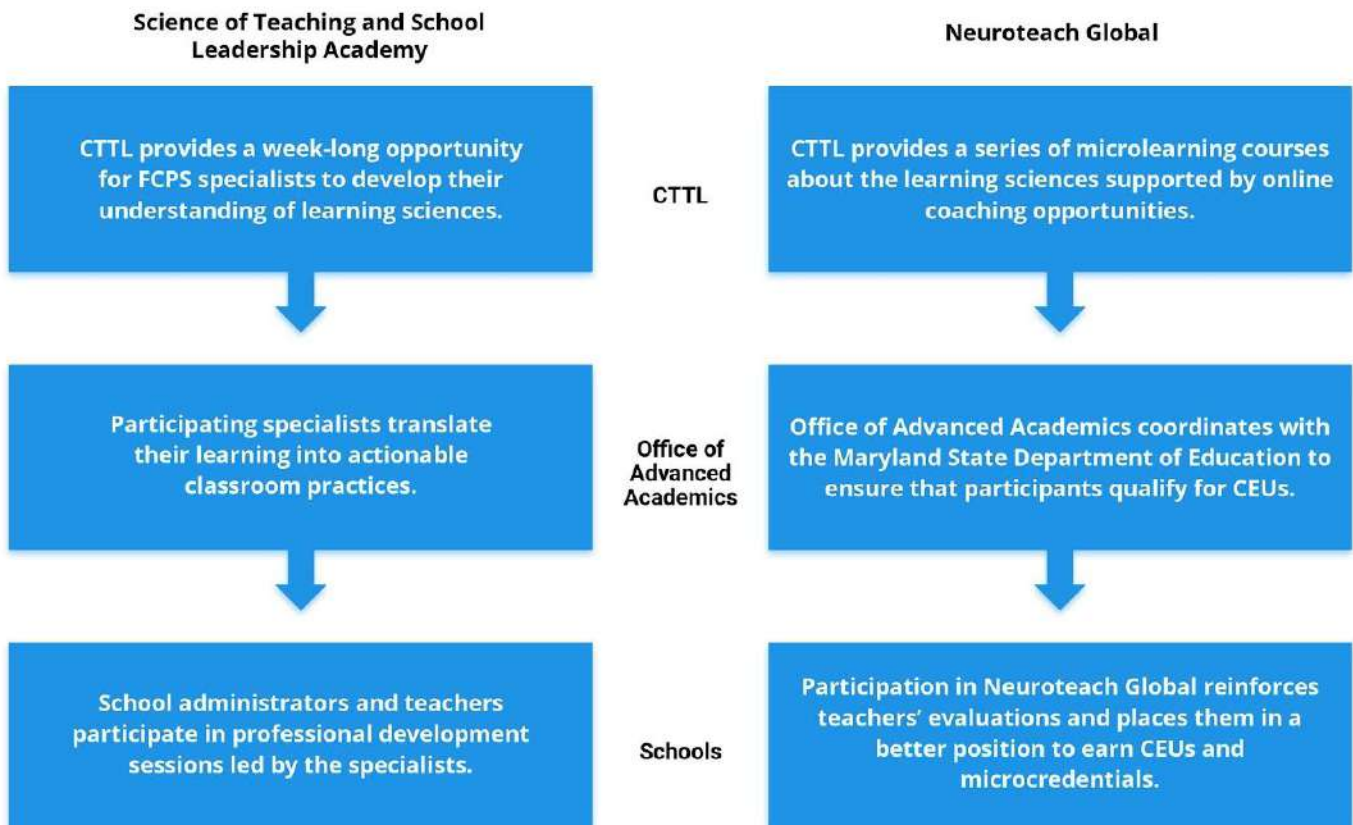 Science of Teaching and School
Leadership Academy
Neuroteach Global
CTTL provides a week-long opportunity
for FCPS specialists to develop their
understanding of learning sciences.
CTTL
CTTL provides a series of microlearning courses
about the learning sciences supported by online
coaching opportunities.
Participating specialists translate
their learning into actionable
classroom practices.
Office of
Advanced
Academics
Office of Advanced Academics coordinates with
the Maryland State Department of Education to
ensure that participants qualify for CEUs.
School administrators and teachers
participate in professional development
sessions led by the specialists.
Schools
Participation in Neuroteach Global reinforces
teachers’ evaluations and places them in a
better position to earn CEUs and
microcredentials.